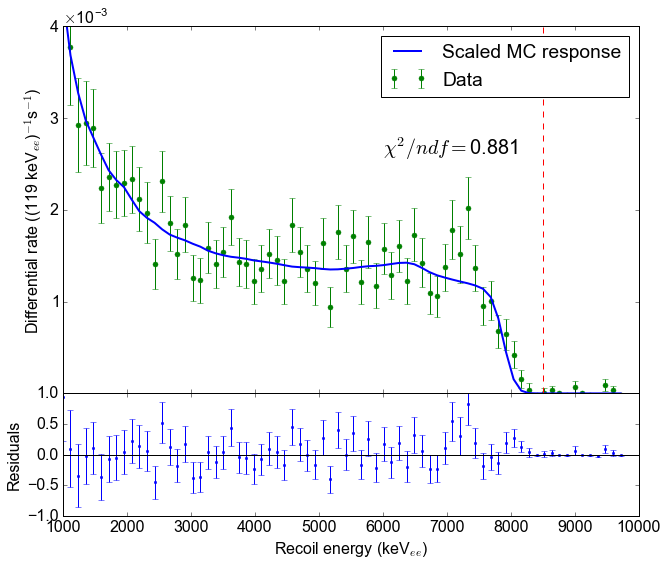 ×10⁻³
4
3
2
1
Differential rate ((119 keV_ee)⁻¹s⁻¹)
Scaled MC response
Data
χ²/ndf = 0.881
1.0
0.5
0.0
−0.5
−1.0
Residuals
1000 2000 3000 4000 5000 6000 7000 8000 9000 10000
Recoil energy (keV_ee)